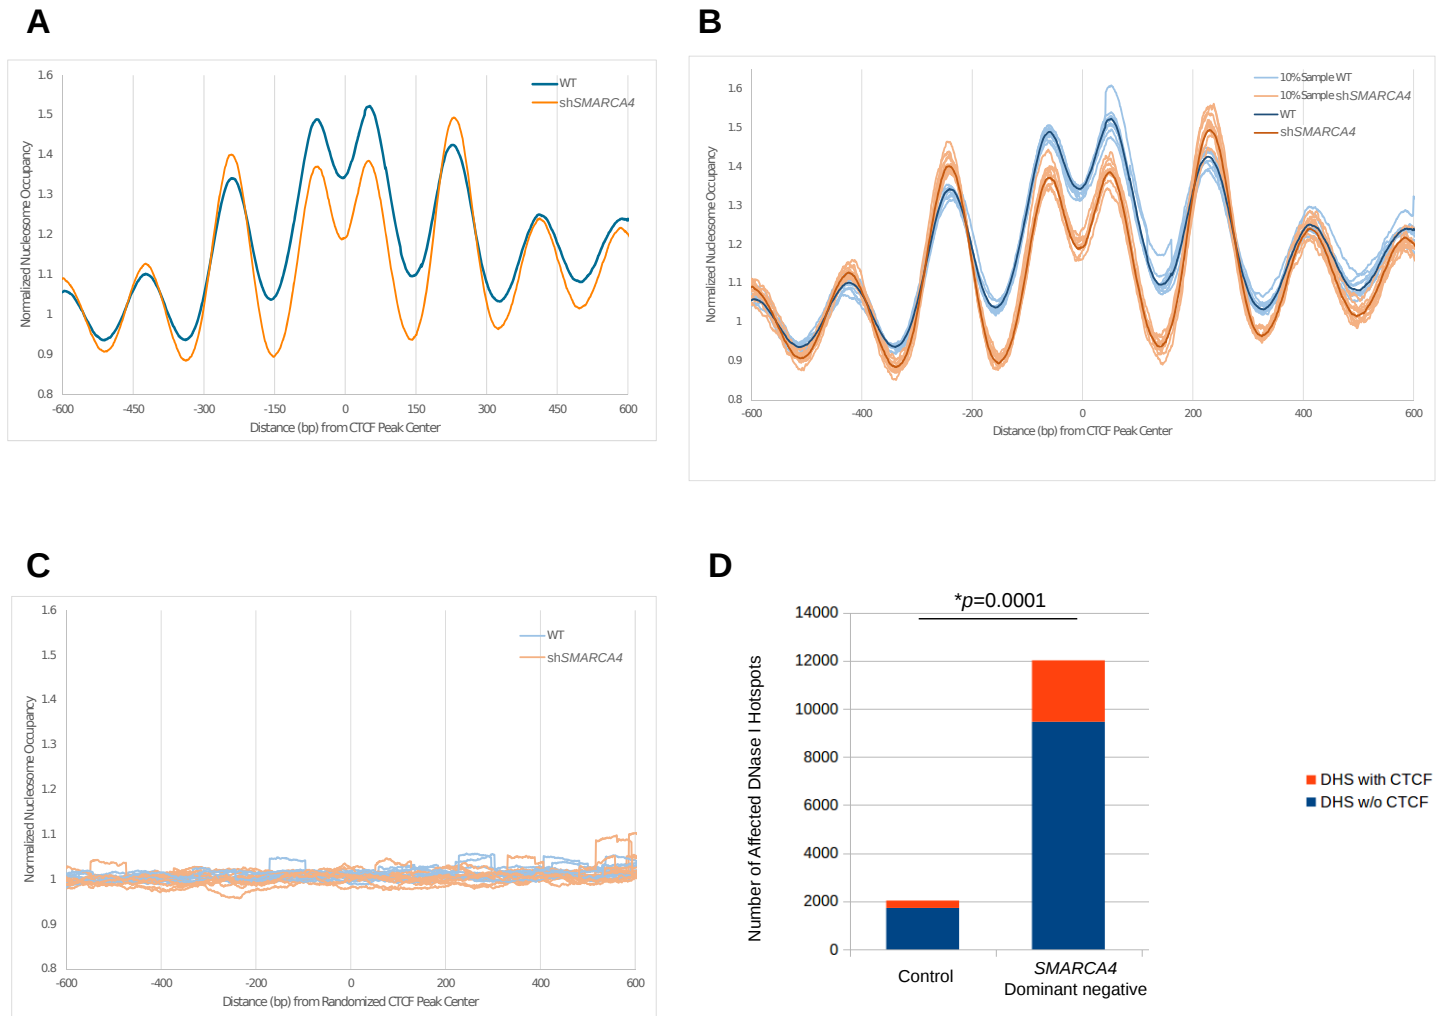 A
1.6
1.5
1.4
1.3
1.2
1.1
1
0.9
0.8
Normalized Nucleosome Occupancy
WT
shSMARCA4
-600
-450
-300
-150
0
150
300
450
600
Distance (bp) from CTCF Peak Center
B
1.6
1.5
1.4
1.3
1.2
1.1
1
0.9
0.8
Normalized Nucleosome Occupancy
10% Sample WT
10% Sample shSMARCA4
WT
shSMARCA4
-600
-400
-200
0
200
400
600
Distance (bp) from CTCF Peak Center
C
1.6
1.5
1.4
1.3
1.2
1.1
1
0.9
0.8
Normalized Nucleosome Occupancy
WT
shSMARCA4
-600
-400
-200
0
200
400
600
Distance (bp) from Randomized CTCF Peak Center
D
*p=0.0001
14000
12000
10000
8000
6000
4000
2000
0
Number of Affected DNase I Hotspots
Control
SMARCA4
Dominant negative
DHS with CTCF
DHS w/o CTCF